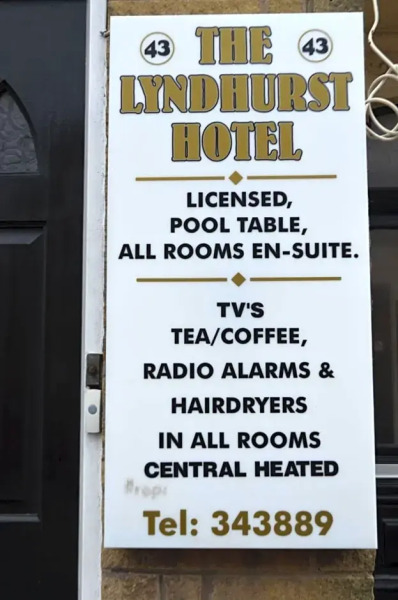 43 THE 43
LYNDHURST
HOTEL
LICENSED,
POOL TABLE,
ALL ROOMS EN-SUITE.
TV'S
TEA/COFFEE,
RADIO ALARMS &
HAIRDRYERS
IN ALL ROOMS
CENTRAL HEATED
Tel: 343889